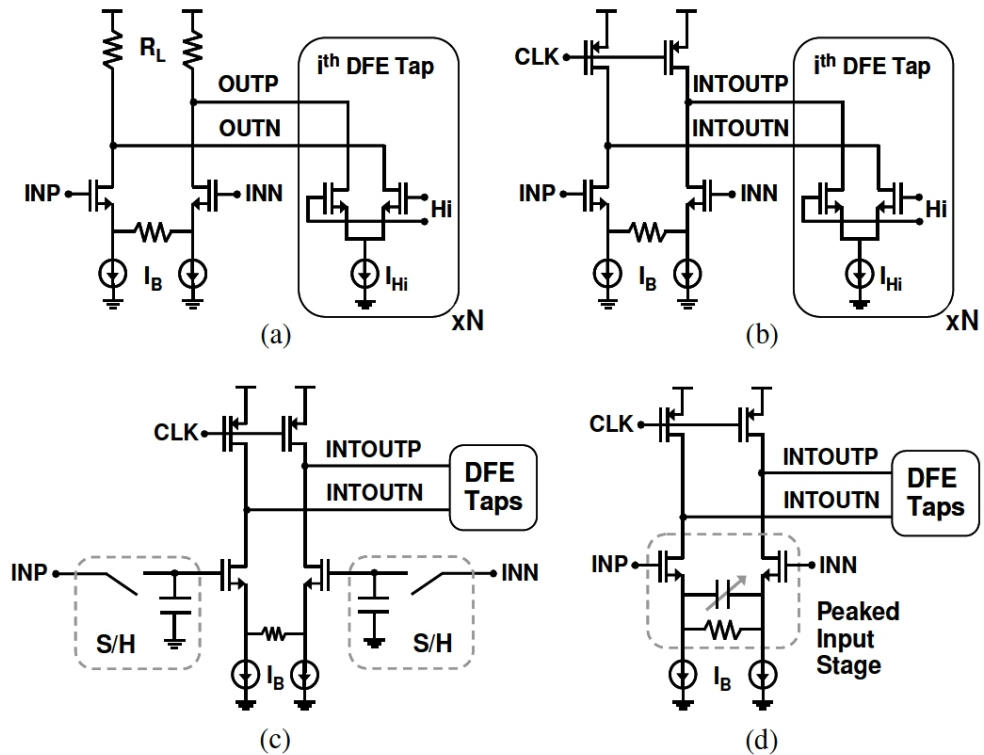 R_L
i^th DFE Tap
OUTP
OUTN
INP
INN
Hi
I_B
I_Hi
xN
(a)
CLK
i^th DFE Tap
INTOUTP
INTOUTN
INP
INN
Hi
I_B
I_Hi
xN
(b)
CLK
INTOUTP
INTOUTN
DFE
Taps
INP
INN
S/H
S/H
I_B
(c)
CLK
INTOUTP
INTOUTN
DFE
Taps
INP
INN
Peaked
Input
Stage
I_B
(d)